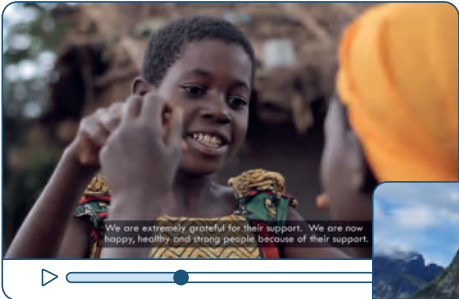 We are extremely grateful for their support.  We are now
happy, healthy and strong people because of their support.